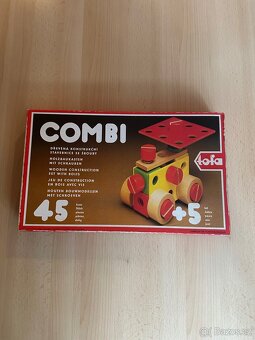 COMBI
tofa
DŘEVĚNÁ KONSTRUKČNÍ
STAVEBNICE SE ŠROUBY
HOLZBAUKASTEN
MIT SCHRAUBEN
WOODEN CONSTRUCTION
SET WITH BOLTS
JEU DE CONSTRUCTION
EN BOIS AVEC VIS
HOUTEN BOUWMODELLEN
MET SCHROEVEN
45
+5